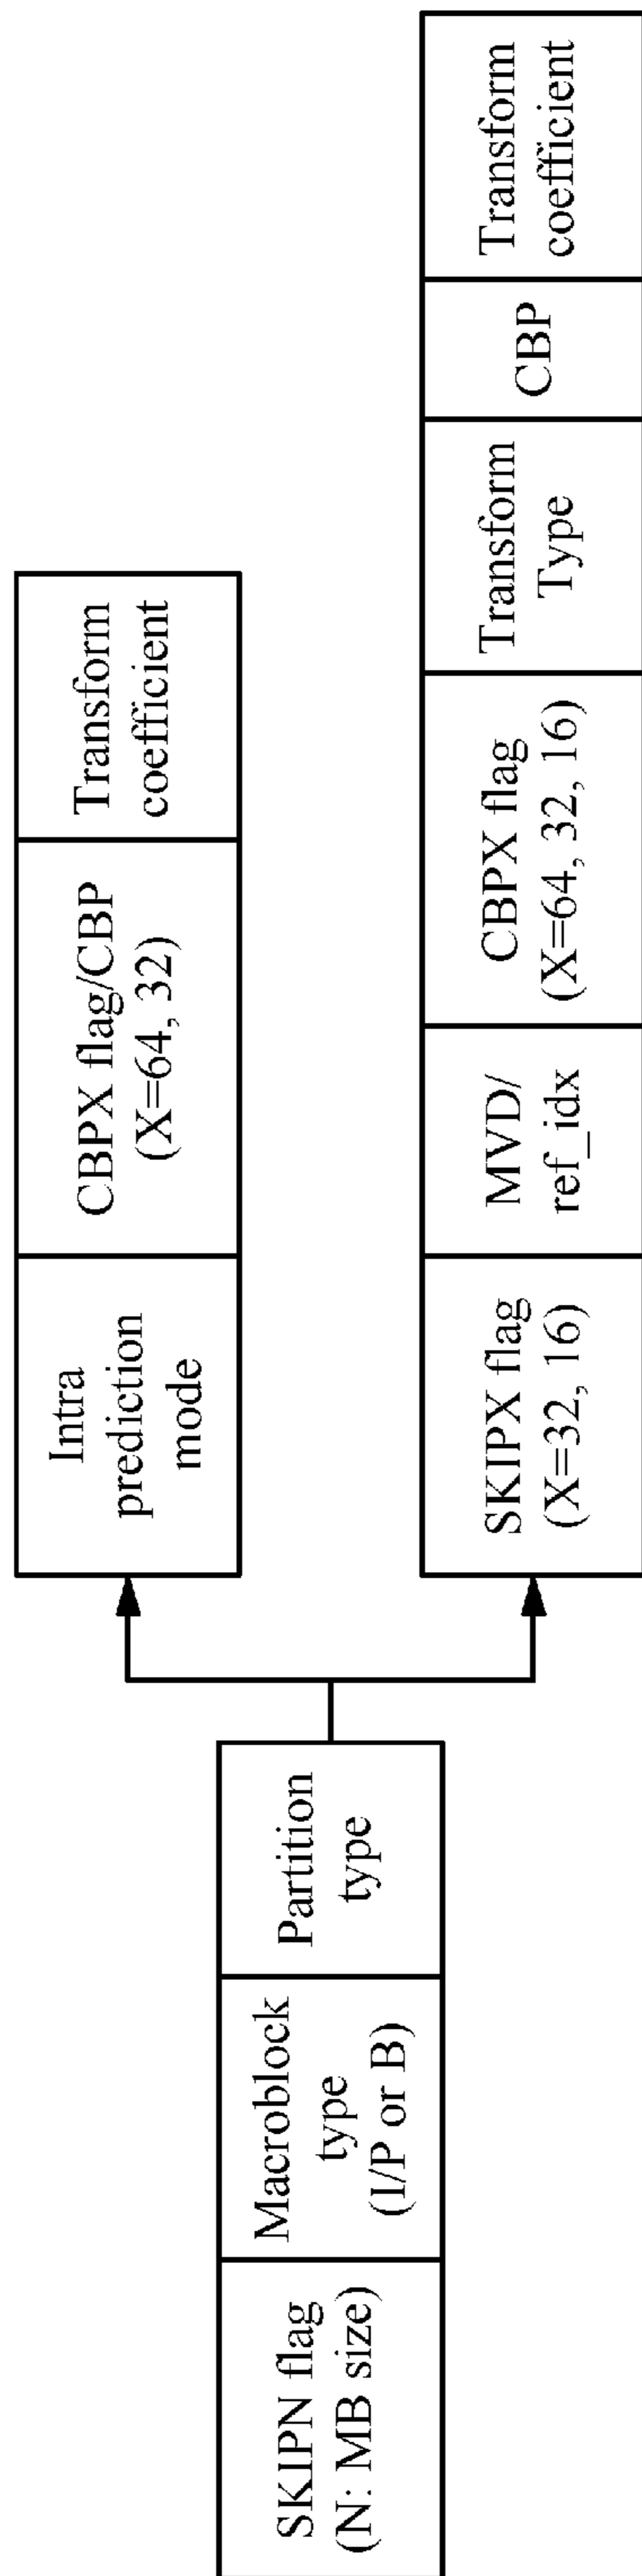 SKIPN flag
(N: MB size)
Macroblock
type
(I/P or B)
Partition
type
Intra
prediction
mode
CBPX flag/CBP
(X=64, 32)
Transform
coefficient
SKIPX flag
(X=32, 16)
MVD/
ref_idx
CBPX flag
(X=64, 32, 16)
Transform
Type
CBP
Transform
coefficient